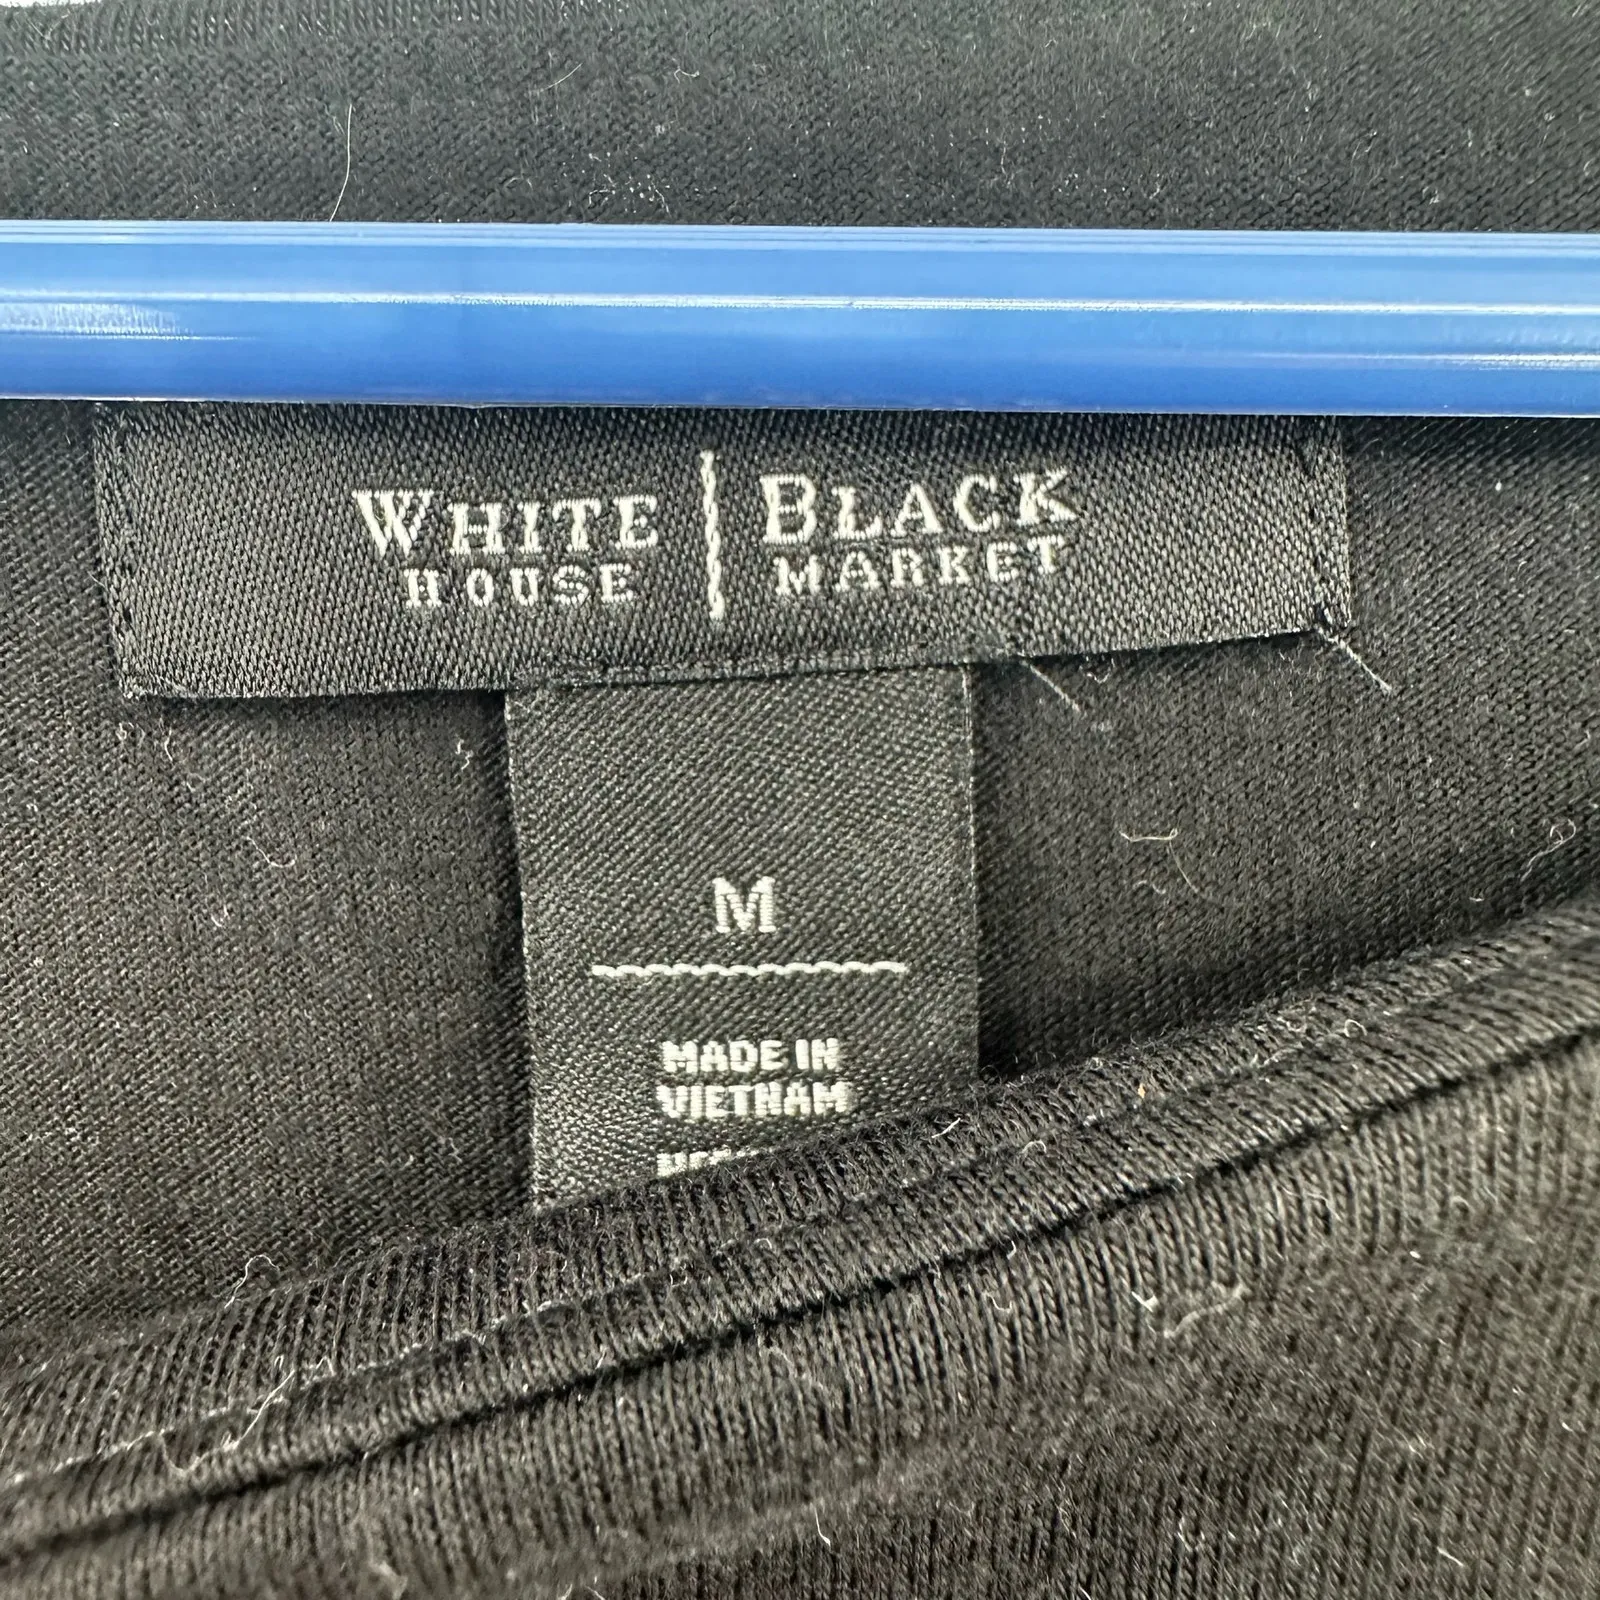 WHITE | BLACK
HOUSE MARKET
M
MADE IN
VIETNAM